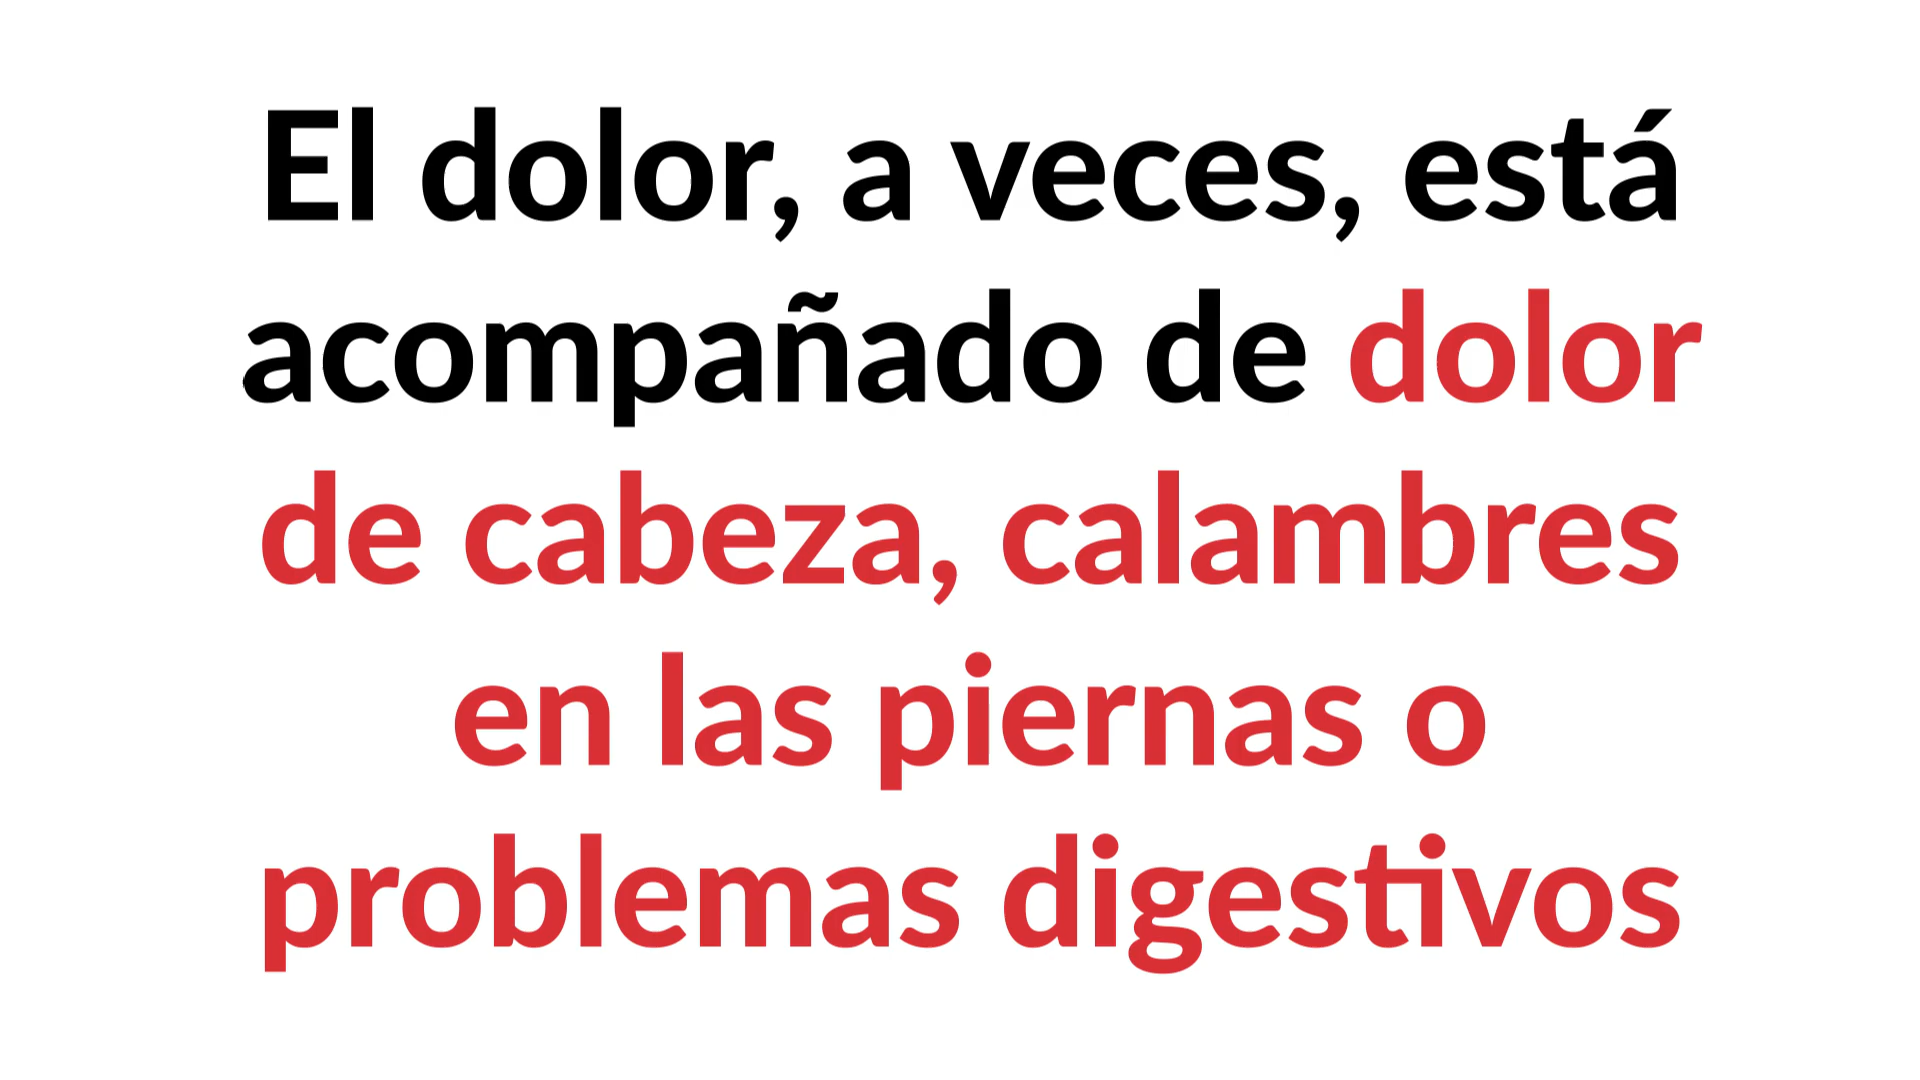 El dolor, a veces, está
acompañado de dolor
de cabeza, calambres
en las piernas o
problemas digestivos